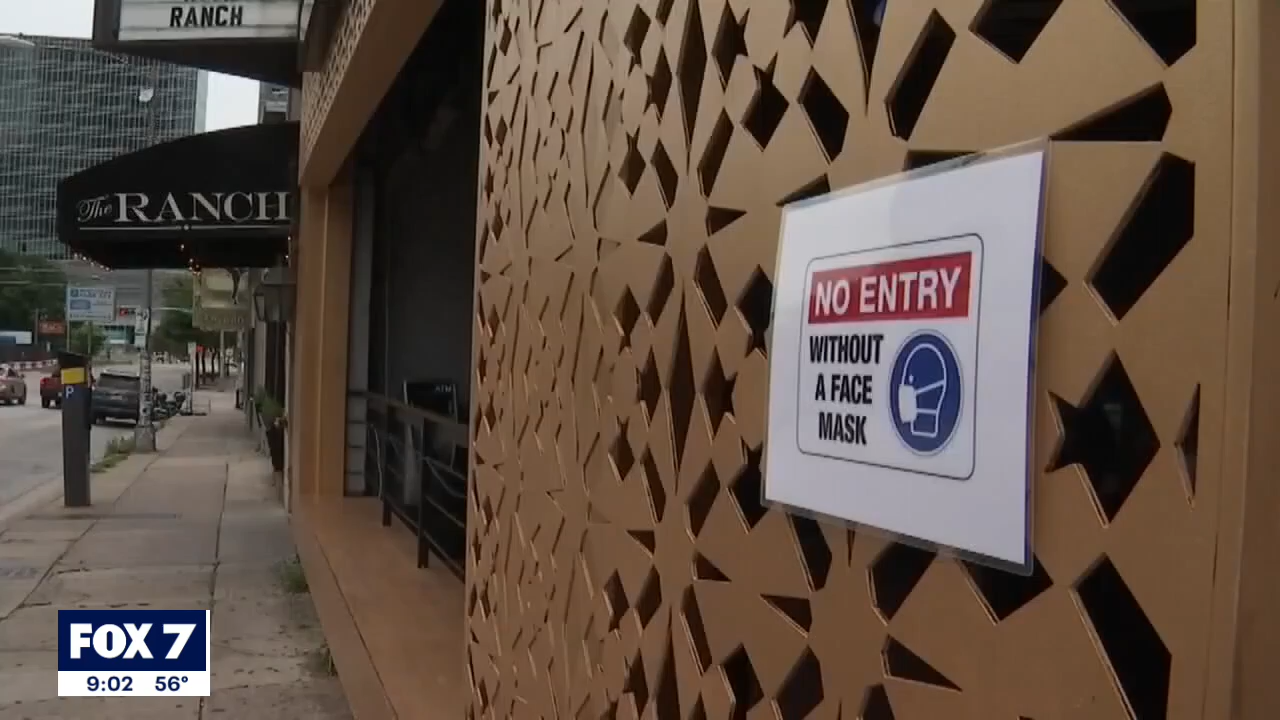 RANCH
The RANCH
NO ENTRY
WITHOUT
A FACE
MASK
P
FOX 7
9:02 56°